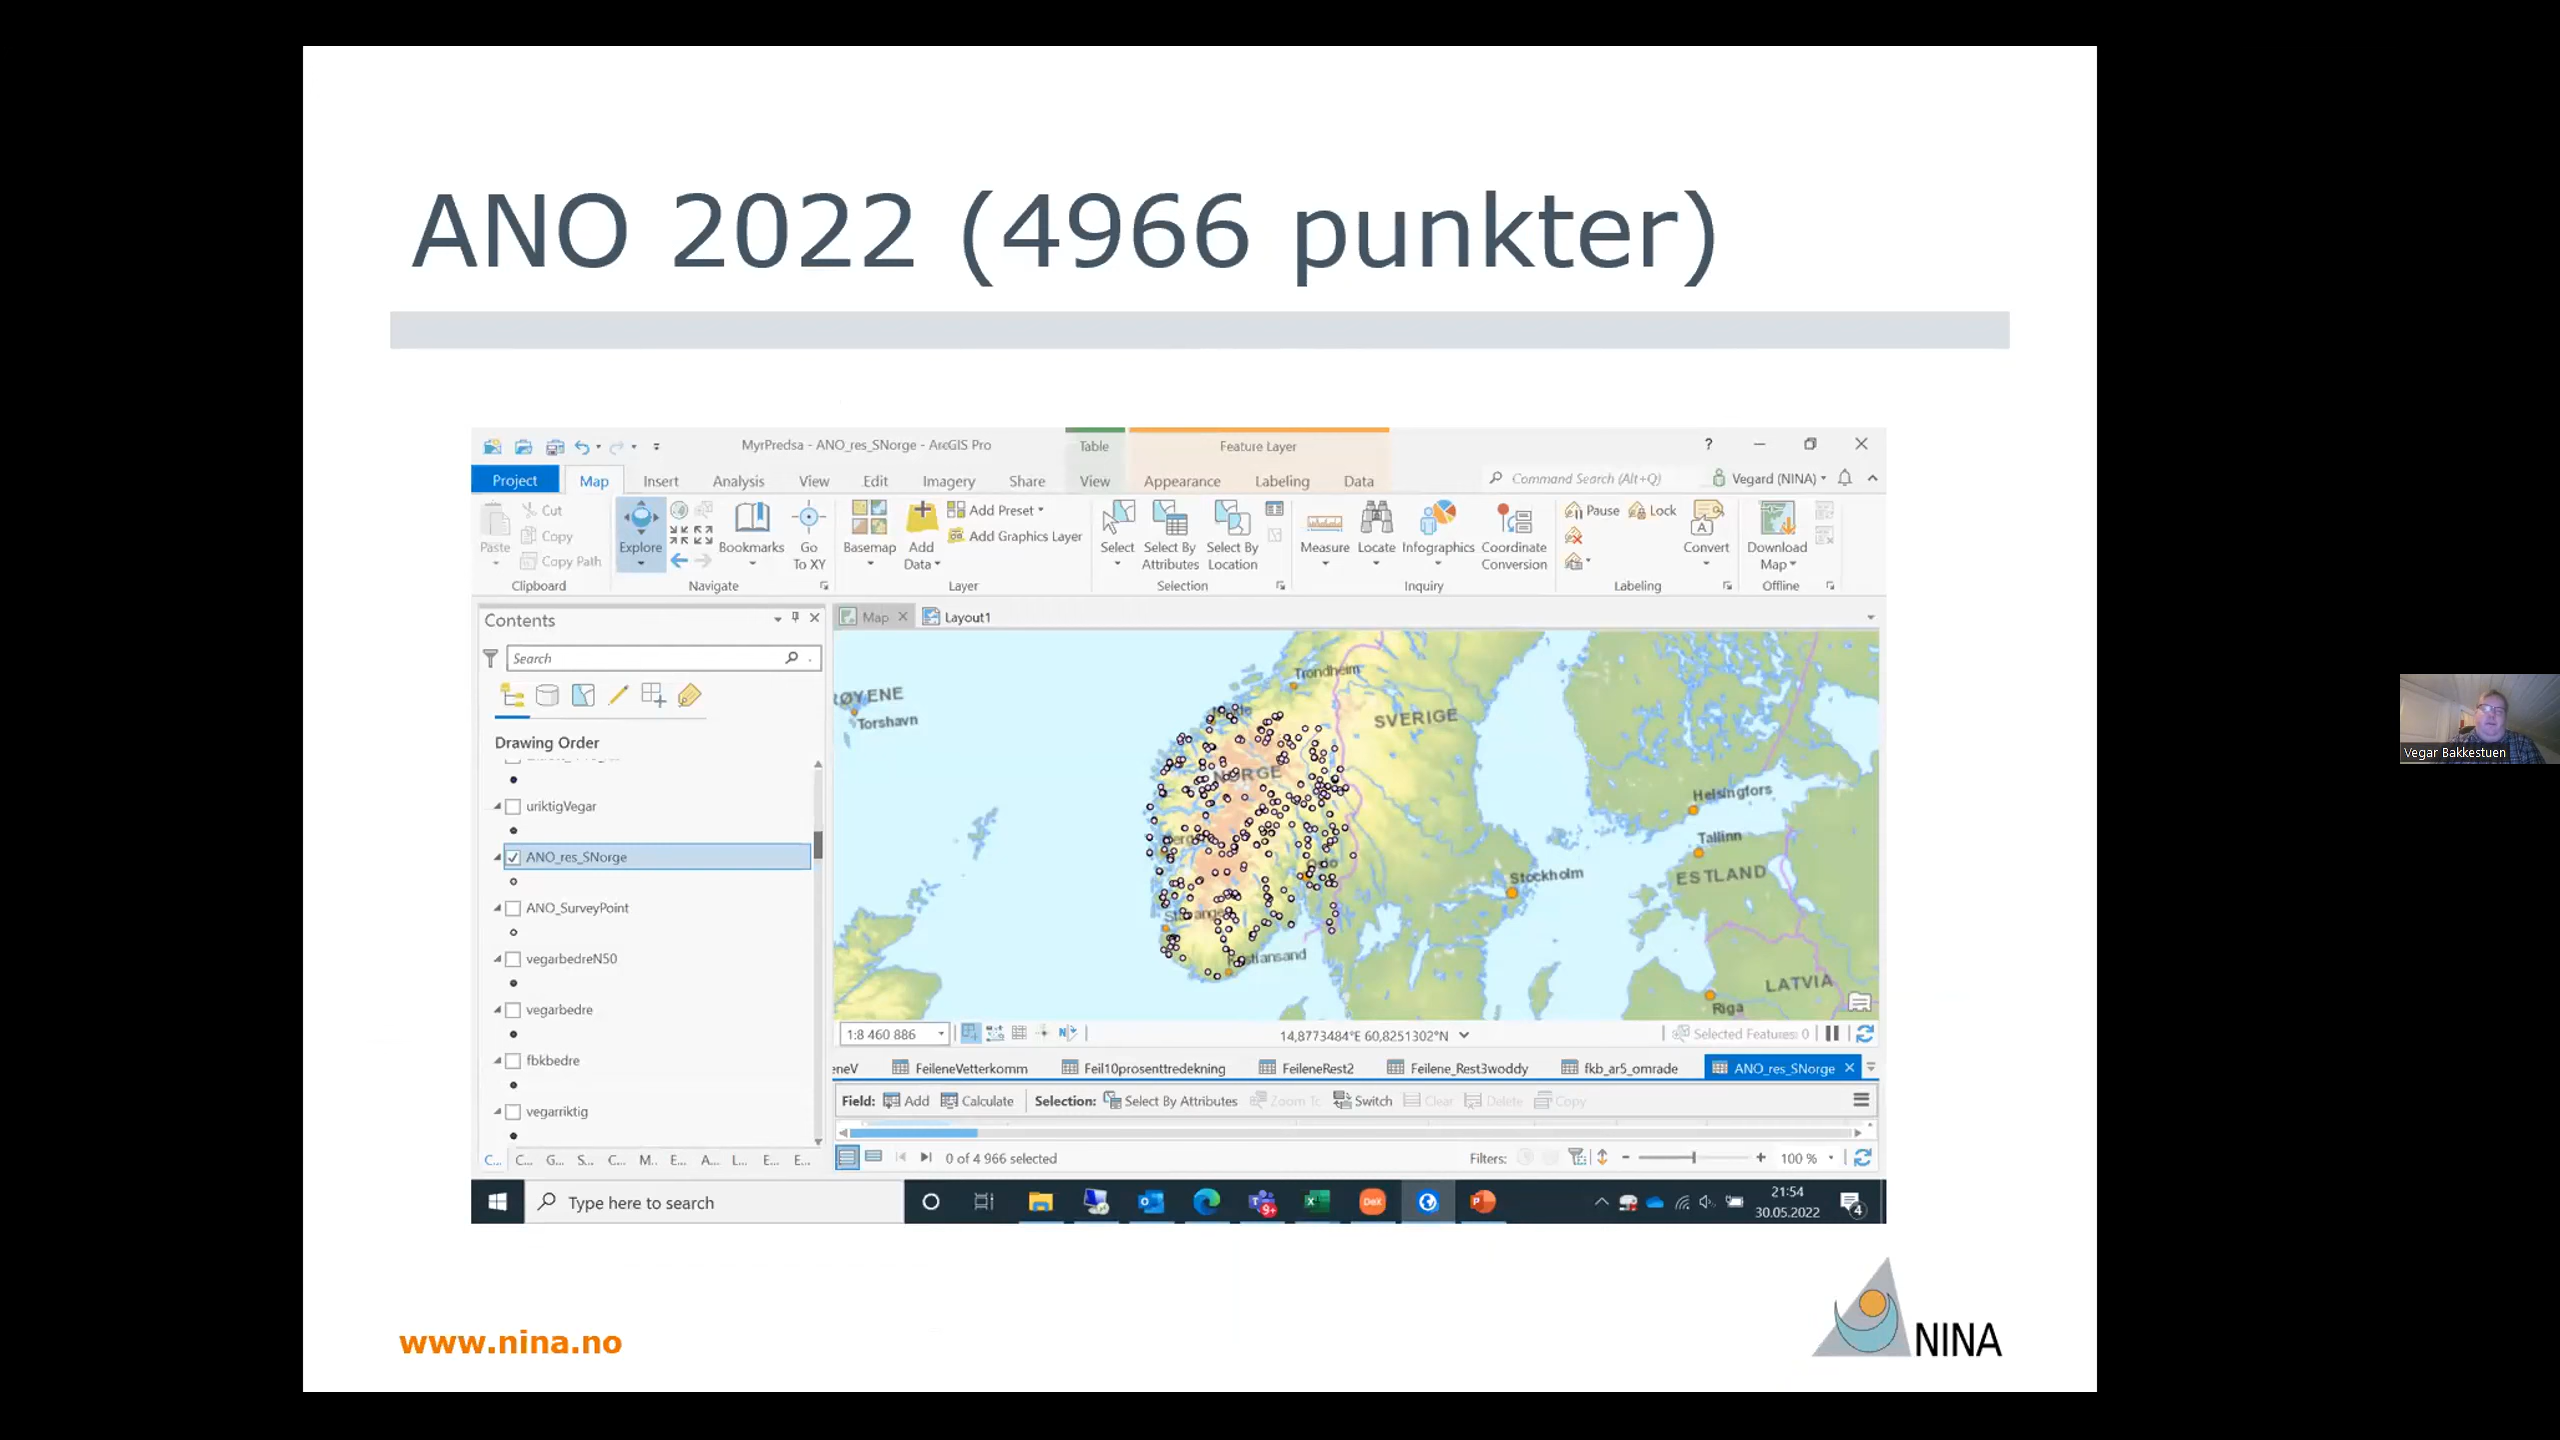 ANO 2022 (4966 punkter)
MyrPredsa - ANO_res_SNorge - ArcGIS Pro
Table
Feature Layer
?
Project Map Insert Analysis View Edit Imagery Share View Appearance Labeling Data
Command Search (Alt+Q)
Vegard (NINA)
Paste
Cut
Copy
Copy Path
Clipboard
Explore
Bookmarks
Go
To XY
Navigate
Basemap
Add
Data
Add Preset
Add Graphics Layer
Layer
Select
Select By
Attributes
Select By
Location
Selection
Measure
Locate
Infographics
Coordinate
Conversion
Inquiry
Pause
Lock
Convert
Labeling
Download
Map
Offline
Contents
Search
Drawing Order
uriktigVegar
ANO_res_SNorge
ANO_SurveyPoint
vegarbedreN50
vegarbedre
fbkbedre
vegarriktig
C... C... G... S... C... M.. E... A... L... E... E...
Map
Layout1
Trondheim
SVERIGE
Torshavn
NORGE
Helsingfors
Tallinn
ESTLAND
Stockholm
LATVIA
Riga
1:8 460 886
14,8773484°E 60,8251302°N
Selected Features: 0
eneV FeileneVetterkomm Feil10prosenttredekning FeileneRest2 Feilene_Rest3woddy fkb_ar5_omrade ANO_res_SNorge
Field: Add Calculate Selection: Select By Attributes Zoom To Switch Clear Delete Copy
0 of 4 966 selected
Filters:
100 %
Type here to search
9+
21:54
30.05.2022
4
www.nina.no
NINA
Vegar Bakkestuen